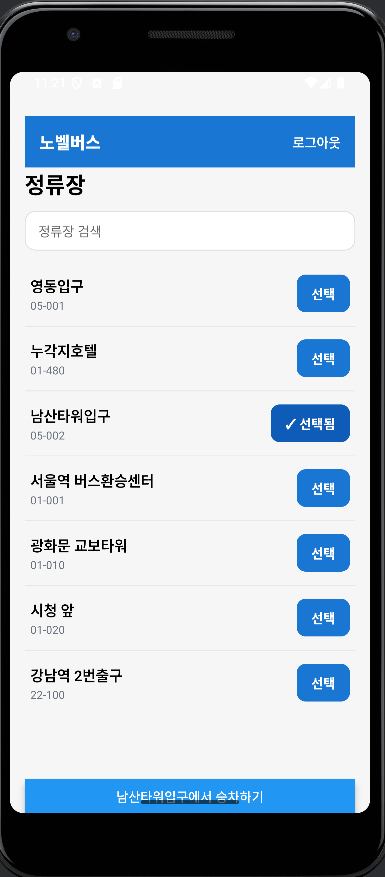 11:21
노벨버스 로그아웃
정류장
정류장 검색
영동입구 선택
05-001
누각지호텔 선택
01-480
남산타워입구 ✓ 선택됨
05-002
서울역 버스환승센터 선택
01-001
광화문 교보타워 선택
01-010
시청 앞 선택
01-020
강남역 2번출구 선택
22-100
남산타워입구에서 승차하기